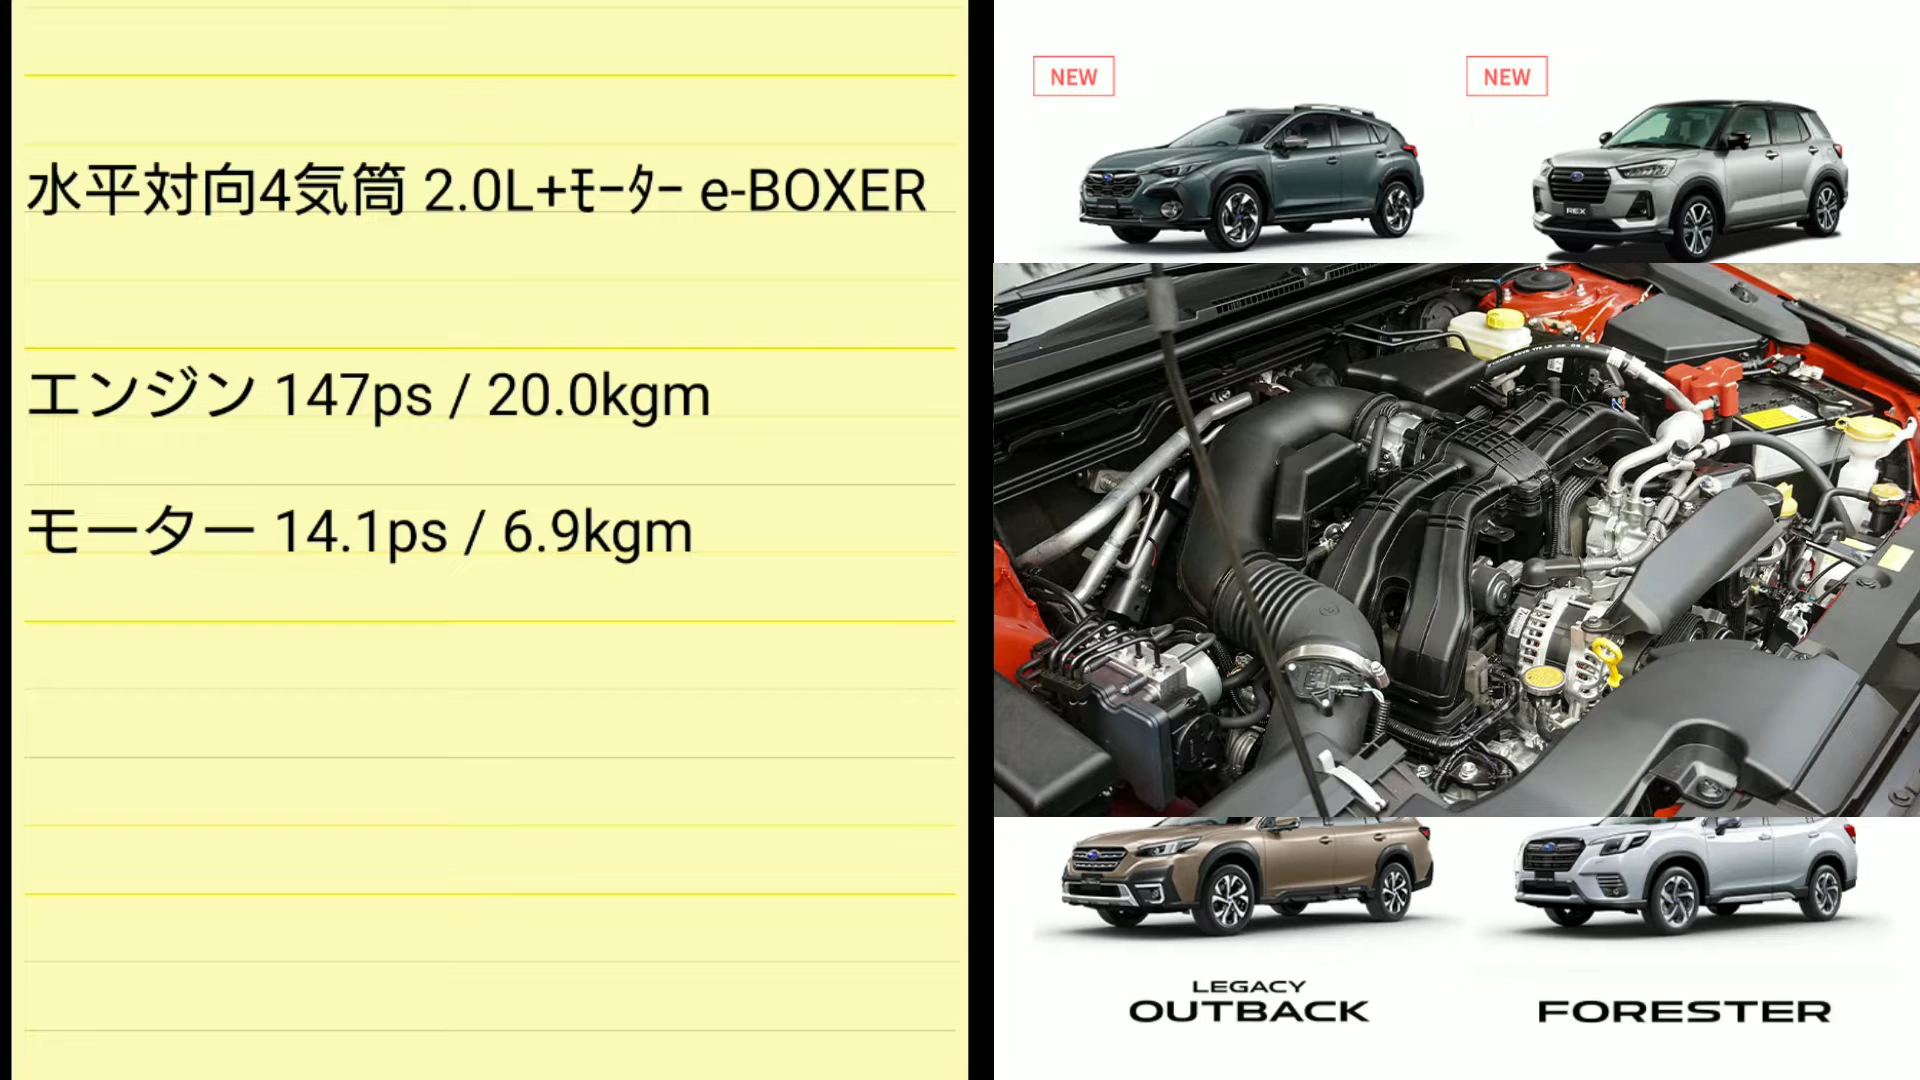 水平対向4気筒 2.0L+ﾓｰﾀｰ e-BOXER
エンジン 147ps / 20.0kgm
モーター 14.1ps / 6.9kgm
NEW
NEW
REX
LEGACY
OUTBACK
FORESTER